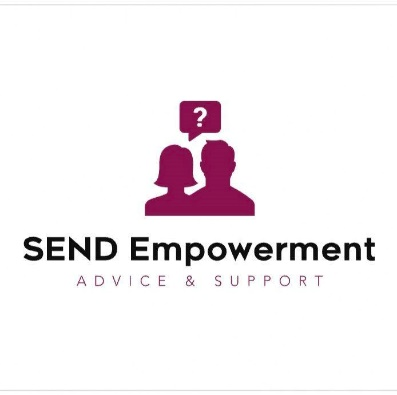 ?
SEND Empowerment
ADVICE & SUPPORT